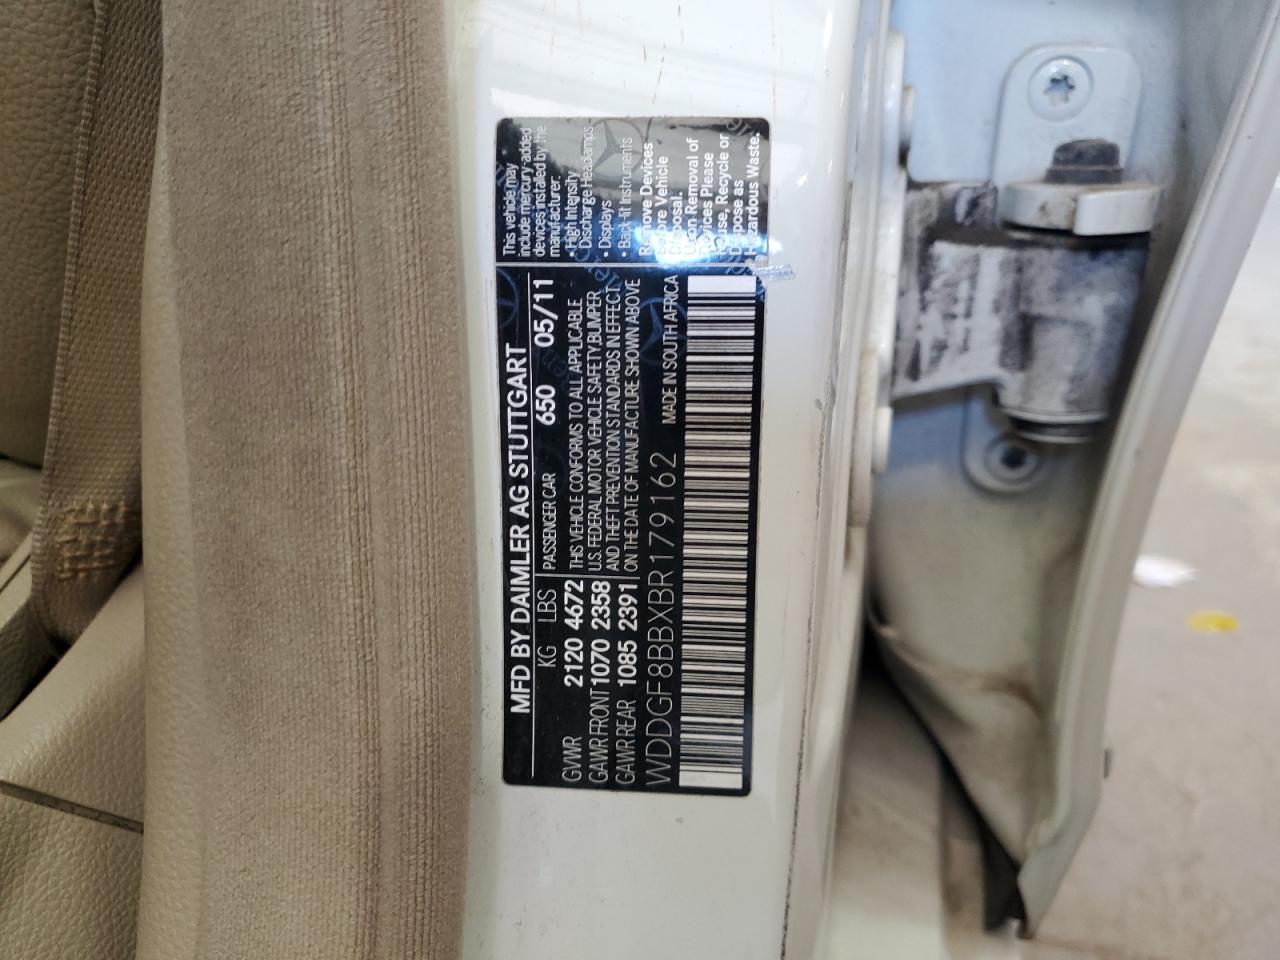 MFD BY DAIMLER AG STUTTGART
KG LBS PASSENGER CAR 650 05/11
GVWR 2120 4672
GAWR FRONT 1070 2358
GAWR REAR 1085 2391
THIS VEHICLE CONFORMS TO ALL APPLICABLE
U.S. FEDERAL MOTOR VEHICLE SAFETY, BUMPER
AND THEFT PREVENTION STANDARDS IN EFFECT
ON THE DATE OF MANUFACTURE SHOWN ABOVE
WDDGF8BBXBR179162 MADE IN SOUTH AFRICA
This vehicle may
include mercury-added
devices installed by the
manufacturer:
• High Intensity
Discharge Headlamps
• Displays
• Back-lit Instruments
Remove Devices
Before Vehicle
Disposal.
Upon Removal of
Devices Please
Reuse, Recycle or
Dispose as
Hazardous Waste.